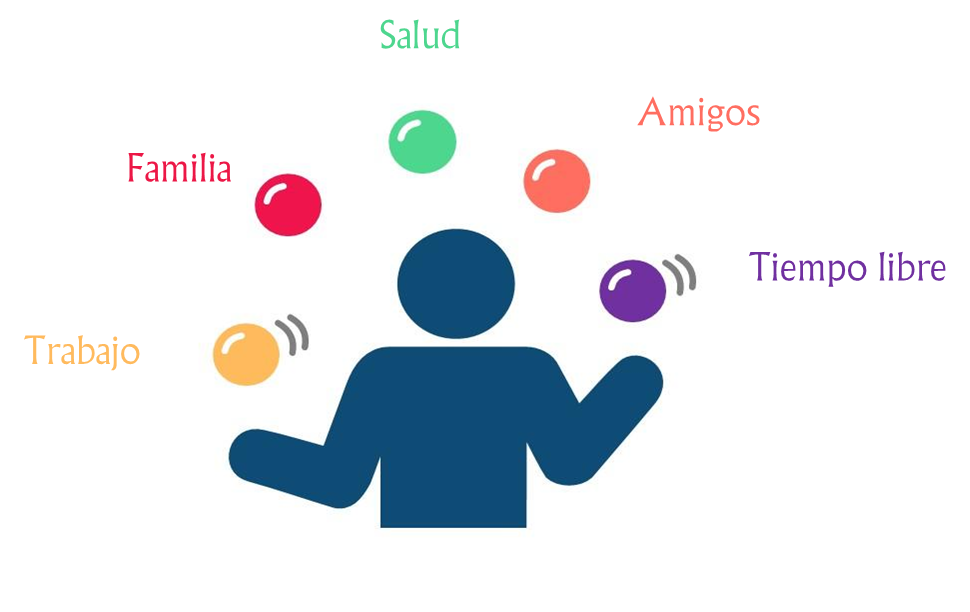 Salud
Amigos
Familia
Tiempo libre
Trabajo